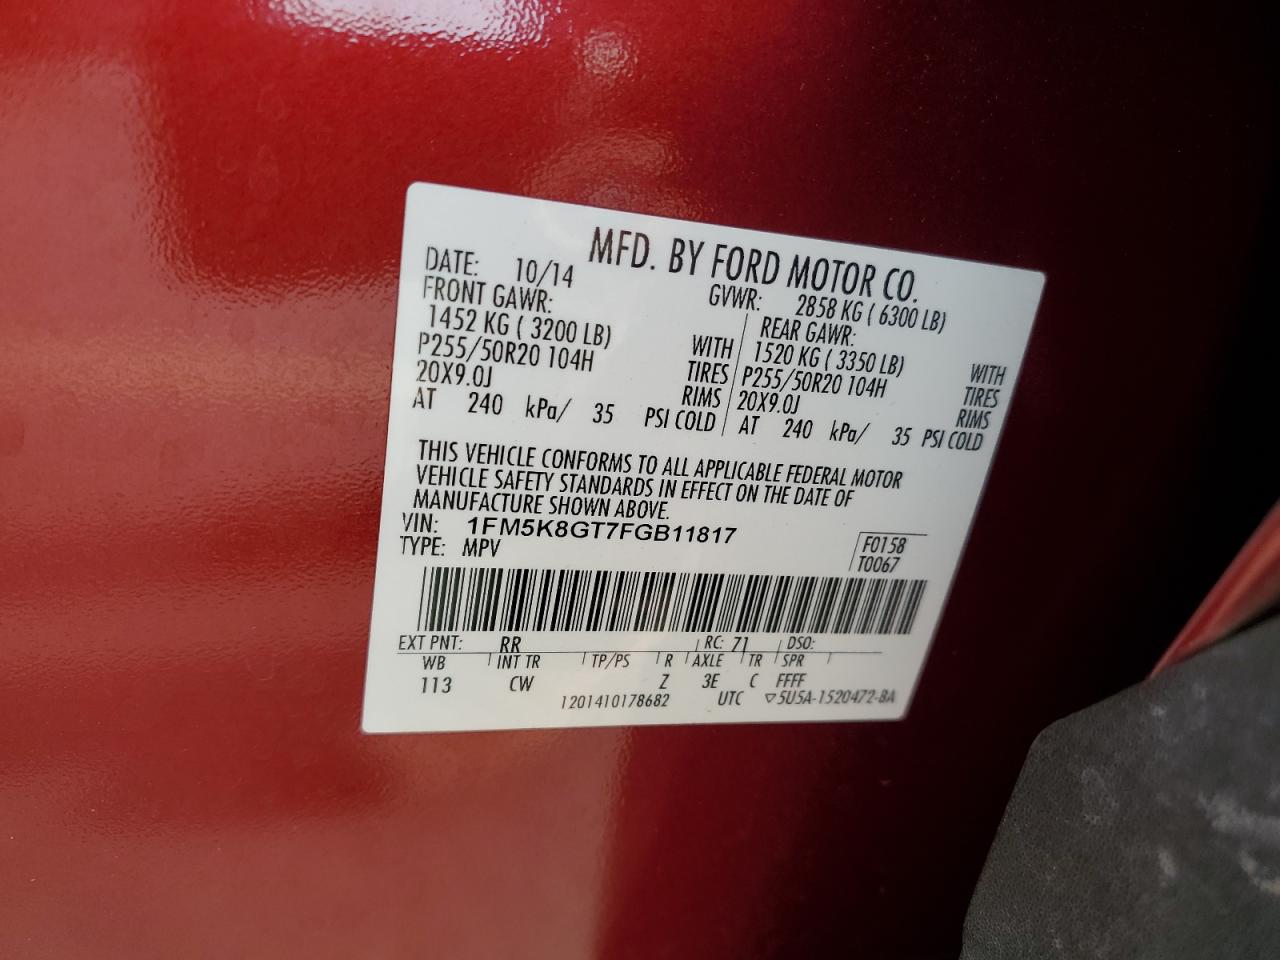 MFD. BY FORD MOTOR CO.
DATE: 10/14 GVWR: 2858 KG ( 6300 LB)
FRONT GAWR: REAR GAWR:
1452 KG ( 3200 LB) WITH 1520 KG ( 3350 LB) WITH
P255/50R20 104H TIRES P255/50R20 104H TIRES
20X9.0J RIMS 20X9.0J RIMS
AT 240 kPa/ 35 PSI COLD AT 240 kPa/ 35 PSI COLD
THIS VEHICLE CONFORMS TO ALL APPLICABLE FEDERAL MOTOR
VEHICLE SAFETY STANDARDS IN EFFECT ON THE DATE OF
MANUFACTURE SHOWN ABOVE.
VIN: 1FM5K8GT7FGB11817 F0158
TYPE: MPV T0067
EXT PNT: RR RC: 71 DSO:
WB INT TR TP/PS R AXLE TR SPR
113 CW Z 3E C FFFF
1201410178682 UTC ▽5U5A-1520472-BA